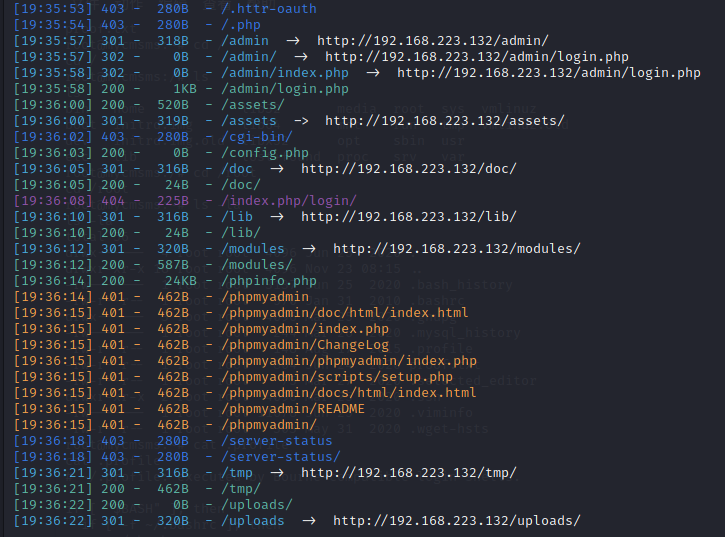 [19:35:53] 403 -  280B  - /.httr-oauth
[19:35:54] 403 -  280B  - /.php
[19:35:57] 301 -  318B  - /admin  ->  http://192.168.223.132/admin/
[19:35:57] 302 -    0B  - /admin/  ->  http://192.168.223.132/admin/login.php
[19:35:58] 302 -    0B  - /admin/index.php  ->  http://192.168.223.132/admin/login.php
[19:35:58] 200 -    1KB - /admin/login.php
[19:36:00] 200 -  520B  - /assets/
[19:36:00] 301 -  319B  - /assets  ->  http://192.168.223.132/assets/
[19:36:02] 403 -  280B  - /cgi-bin/
[19:36:03] 200 -    0B  - /config.php
[19:36:05] 301 -  316B  - /doc  ->  http://192.168.223.132/doc/
[19:36:05] 200 -   24B  - /doc/
[19:36:08] 404 -  225B  - /index.php/login/
[19:36:10] 301 -  316B  - /lib  ->  http://192.168.223.132/lib/
[19:36:10] 200 -   24B  - /lib/
[19:36:12] 301 -  320B  - /modules  ->  http://192.168.223.132/modules/
[19:36:12] 200 -  587B  - /modules/
[19:36:14] 200 -   24KB - /phpinfo.php
[19:36:14] 401 -  462B  - /phpmyadmin
[19:36:15] 401 -  462B  - /phpmyadmin/doc/html/index.html
[19:36:15] 401 -  462B  - /phpmyadmin/index.php
[19:36:15] 401 -  462B  - /phpmyadmin/ChangeLog
[19:36:15] 401 -  462B  - /phpmyadmin/phpmyadmin/index.php
[19:36:15] 401 -  462B  - /phpmyadmin/scripts/setup.php
[19:36:15] 401 -  462B  - /phpmyadmin/docs/html/index.html
[19:36:15] 401 -  462B  - /phpmyadmin/README
[19:36:15] 401 -  462B  - /phpmyadmin/
[19:36:18] 403 -  280B  - /server-status
[19:36:18] 403 -  280B  - /server-status/
[19:36:21] 301 -  316B  - /tmp  ->  http://192.168.223.132/tmp/
[19:36:21] 200 -  462B  - /tmp/
[19:36:22] 200 -    0B  - /uploads/
[19:36:22] 301 -  320B  - /uploads  ->  http://192.168.223.132/uploads/